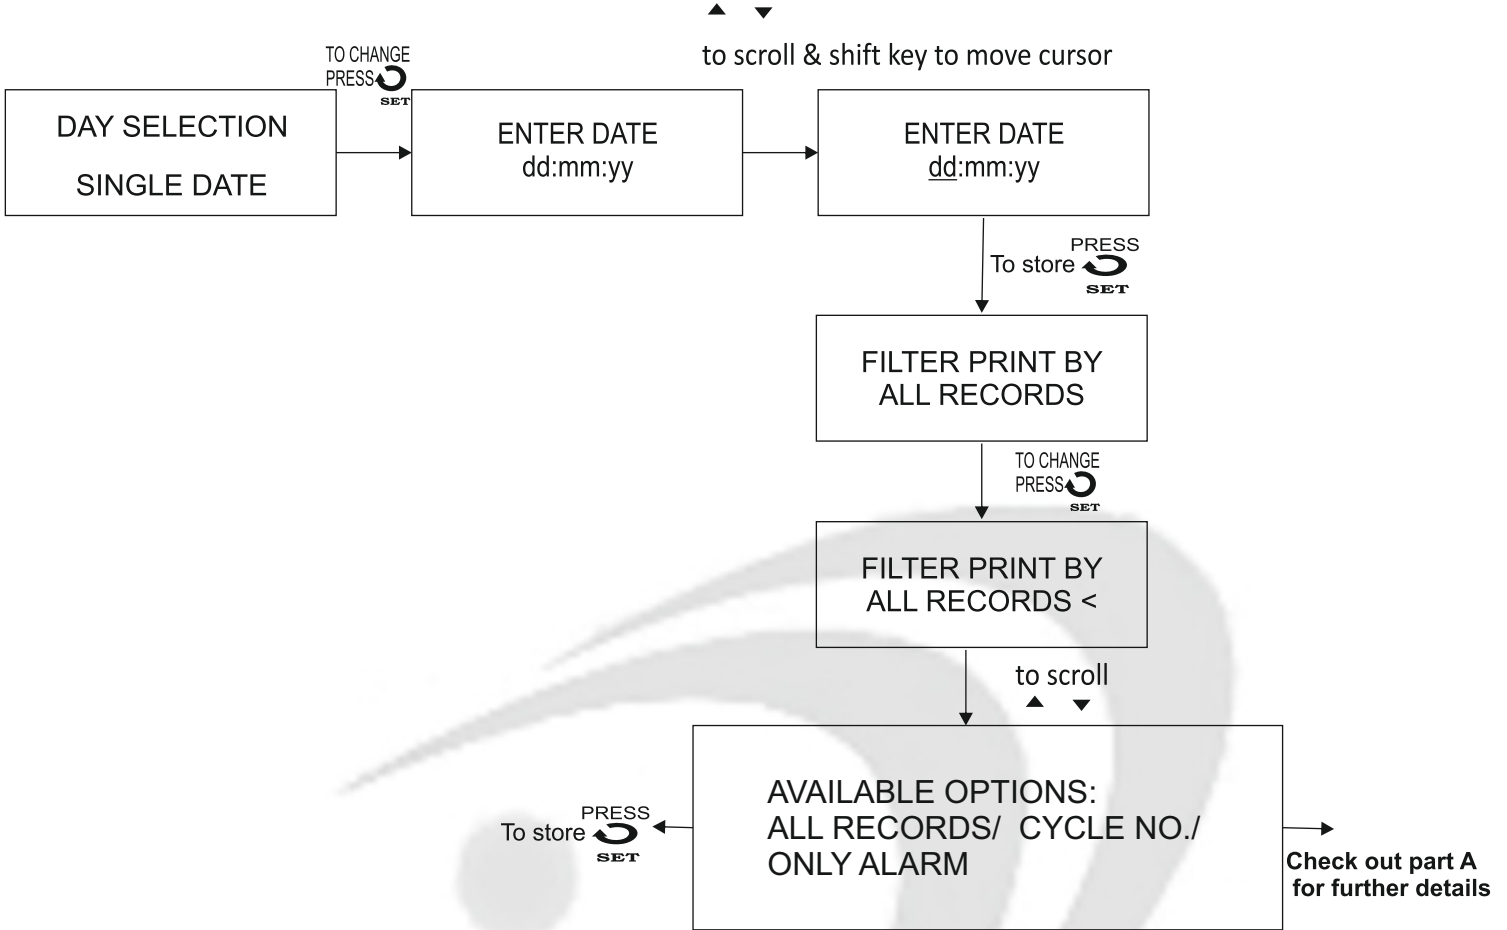 ▲ ▼
to scroll & shift key to move cursor
TO CHANGE
PRESS
SET
DAY SELECTION
SINGLE DATE
ENTER DATE
dd:mm:yy
ENTER DATE
dd:mm:yy
PRESS
To store
SET
FILTER PRINT BY
ALL RECORDS
TO CHANGE
PRESS
SET
FILTER PRINT BY
ALL RECORDS <
to scroll
▲ ▼
AVAILABLE OPTIONS:
ALL RECORDS/ CYCLE NO./
ONLY ALARM
PRESS
To store
SET
Check out part A
for further details